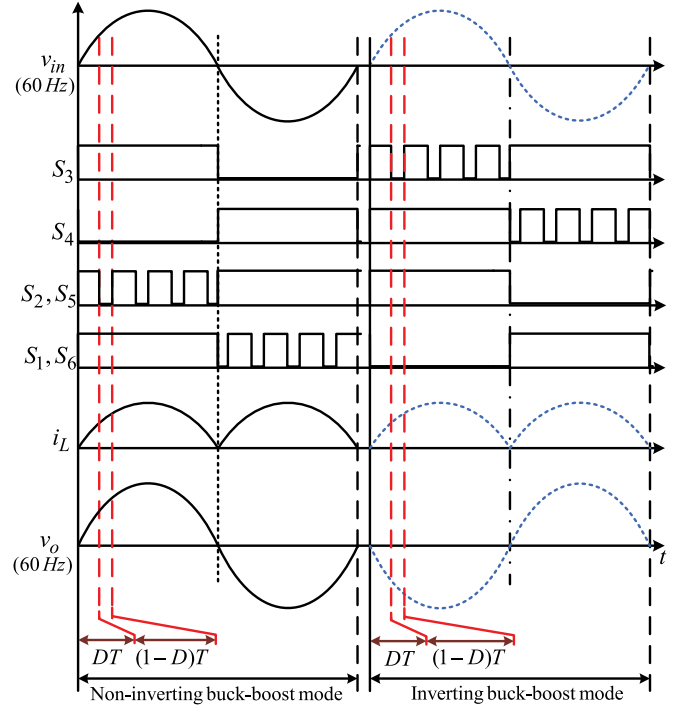 v_in
(60 Hz)
S_3
S_4
S_2, S_5
S_1, S_6
i_L
v_o
(60 Hz)
t
DT (1-D)T DT (1-D)T
Non-inverting buck-boost mode Inverting buck-boost mode